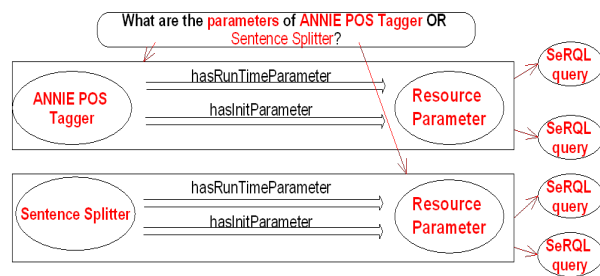 What are the parameters of ANNIE POS Tagger OR
Sentence Splitter?
ANNIE POS
Tagger
hasRunTimeParameter
hasInitParameter
Resource
Parameter
SeRQL
query
SeRQL
query
Sentence Splitter
hasRunTimeParameter
hasInitParameter
Resource
Parameter
SeRQL
query
SeRQL
query